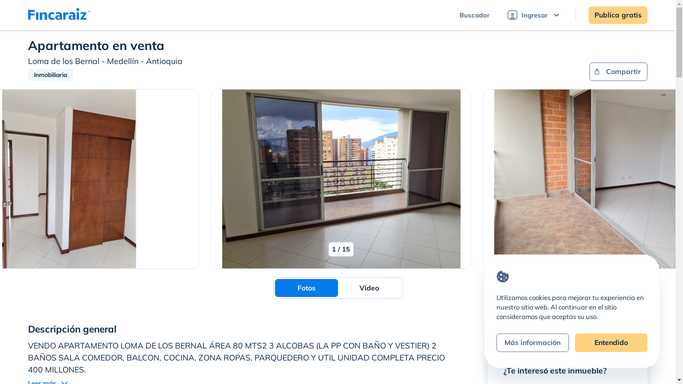 Fincaraiz
Buscador
Ingresar
Publica gratis
Apartamento en venta
Loma de los Bernal - Medellín - Antioquia
Inmobiliaria
Compartir
1 / 15
Fotos
Video
Utilizamos cookies para mejorar tu experiencia en
nuestro sitio web. Al continuar en el sitio
consideramos que aceptas su uso.
Más información
Entendido
Descripción general
VENDO APARTAMENTO LOMA DE LOS BERNAL ÁREA 80 MTS2 3 ALCOBAS (LA PP CON BAÑO Y VESTIER) 2
BAÑOS SALA COMEDOR, BALCON, COCINA, ZONA ROPAS, PARQUEDERO Y UTIL UNIDAD COMPLETA PRECIO
400 MILLONES.
Leer más
¿Te interesó este inmueble?